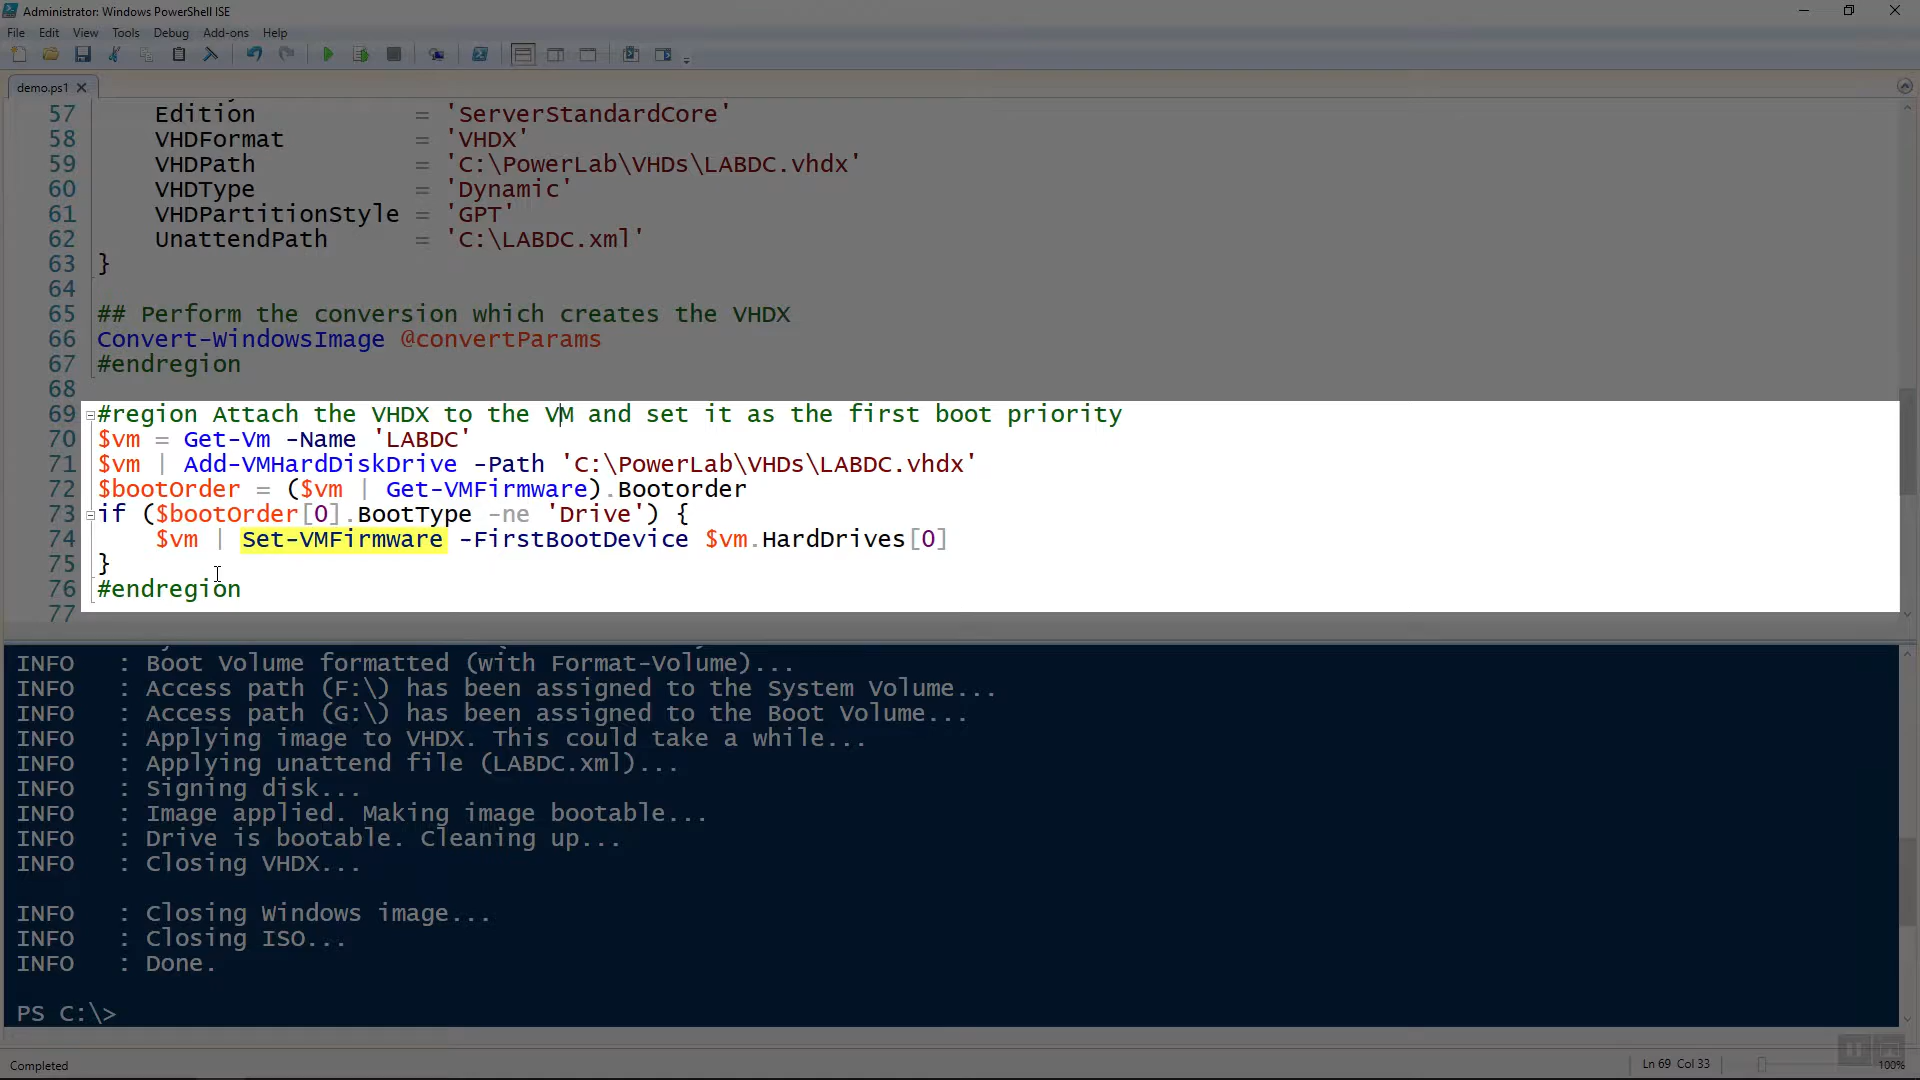 Administrator: Windows PowerShell ISE
File Edit View Tools Debug Add-ons Help
demo.ps1
57 Edition = 'ServerStandardCore'
58 VHDFormat = 'VHDX'
59 VHDPath = 'C:\PowerLab\VHDs\LABDC.vhdx'
60 VHDType = 'Dynamic'
61 VHDPartitionStyle = 'GPT'
62 UnattendPath = 'C:\LABDC.xml'
63 }
64
65 ## Perform the conversion which creates the VHDX
66 Convert-WindowsImage @convertParams
67 #endregion
68
69 #region Attach the VHDX to the VM and set it as the first boot priority
70 $vm = Get-Vm -Name 'LABDC'
71 $vm | Add-VMHardDiskDrive -Path 'C:\PowerLab\VHDs\LABDC.vhdx'
72 $bootOrder = ($vm | Get-VMFirmware).Bootorder
73 if ($bootOrder[0].BootType -ne 'Drive') {
74 $vm | Set-VMFirmware -FirstBootDevice $vm.HardDrives[0]
75 }
76 #endregion
77
INFO : Boot Volume formatted (with Format-Volume)...
INFO : Access path (F:\) has been assigned to the System Volume...
INFO : Access path (G:\) has been assigned to the Boot Volume...
INFO : Applying image to VHDX. This could take a while...
INFO : Applying unattend file (LABDC.xml)...
INFO : Signing disk...
INFO : Image applied. Making image bootable...
INFO : Drive is bootable. Cleaning up...
INFO : Closing VHDX...
INFO : Closing Windows image...
INFO : Closing ISO...
INFO : Done.
PS C:\>
Completed
Ln 69 Col 33
100%